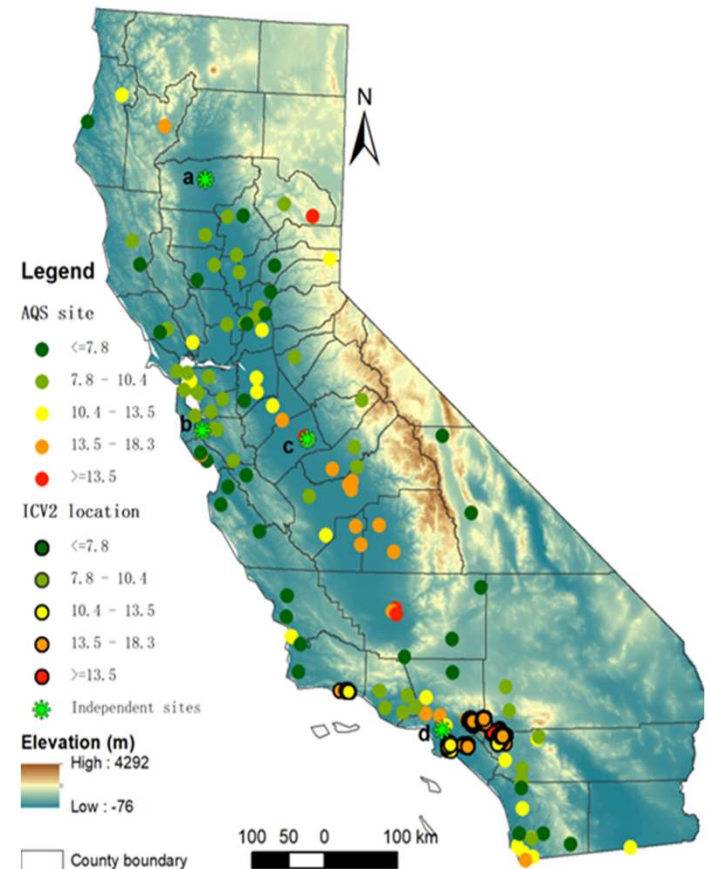 N
a
b
c
d
Legend
AQS site
<=7.8
7.8 - 10.4
10.4 - 13.5
13.5 - 18.3
>=13.5
ICV2 location
<=7.8
7.8 - 10.4
10.4 - 13.5
13.5 - 18.3
>=13.5
Independent sites
Elevation (m)
High : 4292
Low : -76
County boundary
100 50 0 100 km